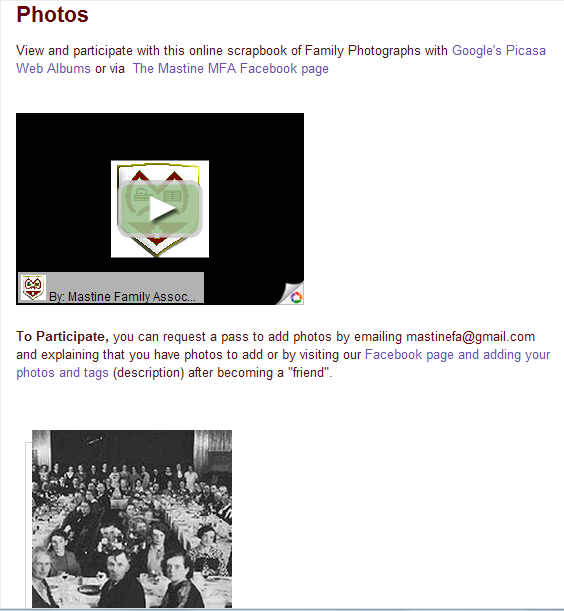 Photos
View and participate with this online scrapbook of Family Photographs with Google's Picasa
Web Albums or via The Mastine MFA Facebook page
By: Mastine Family Assoc...
To Participate, you can request a pass to add photos by emailing mastinefa@gmail.com
and explaining that you have photos to add or by visiting our Facebook page and adding your
photos and tags (description) after becoming a "friend".